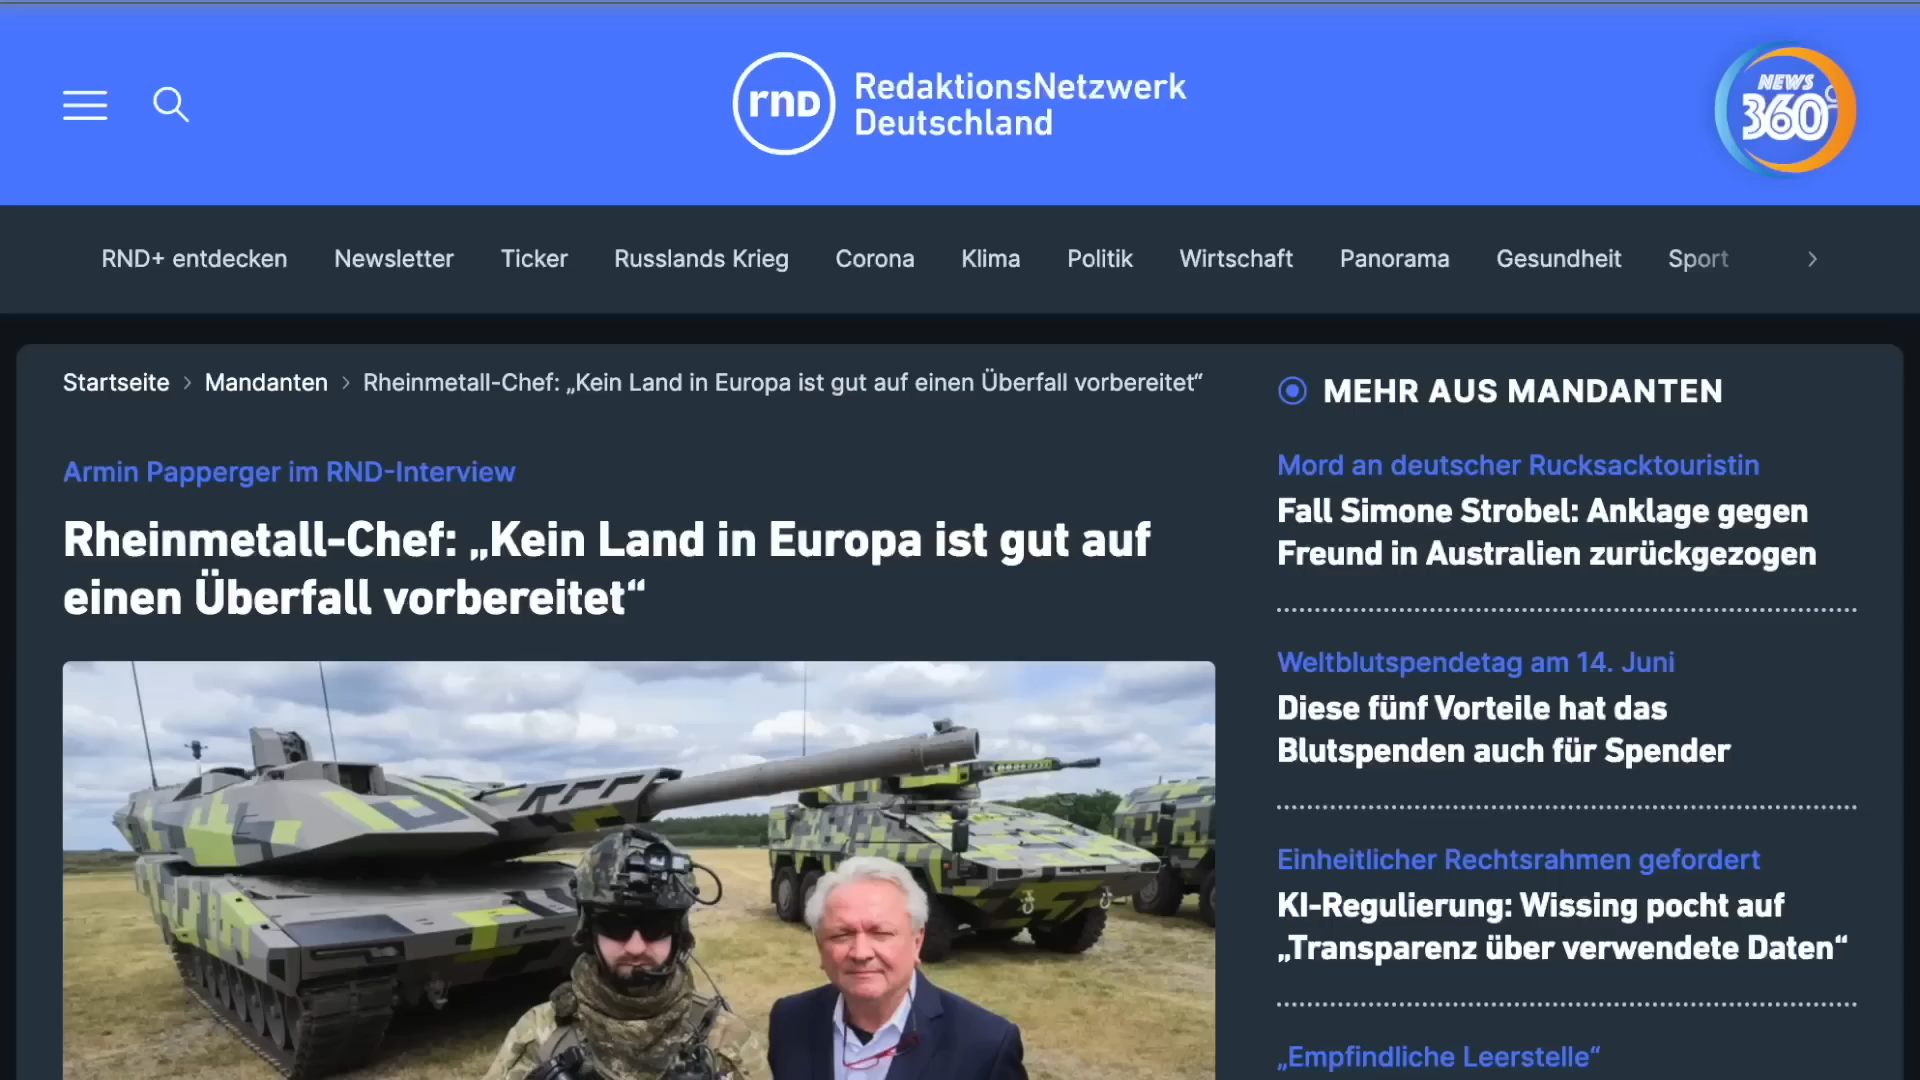 rnd
RedaktionsNetzwerk
Deutschland
NEWS
360°
RND+ entdecken
Newsletter
Ticker
Russlands Krieg
Corona
Klima
Politik
Wirtschaft
Panorama
Gesundheit
Sport
Startseite > Mandanten > Rheinmetall-Chef: „Kein Land in Europa ist gut auf einen Überfall vorbereitet“
Armin Papperger im RND-Interview
Rheinmetall-Chef: „Kein Land in Europa ist gut auf
einen Überfall vorbereitet“
MEHR AUS MANDANTEN
Mord an deutscher Rucksacktouristin
Fall Simone Strobel: Anklage gegen
Freund in Australien zurückgezogen
Weltblutspendetag am 14. Juni
Diese fünf Vorteile hat das
Blutspenden auch für Spender
Einheitlicher Rechtsrahmen gefordert
KI-Regulierung: Wissing pocht auf
„Transparenz über verwendete Daten“
„Empfindliche Leerstelle“